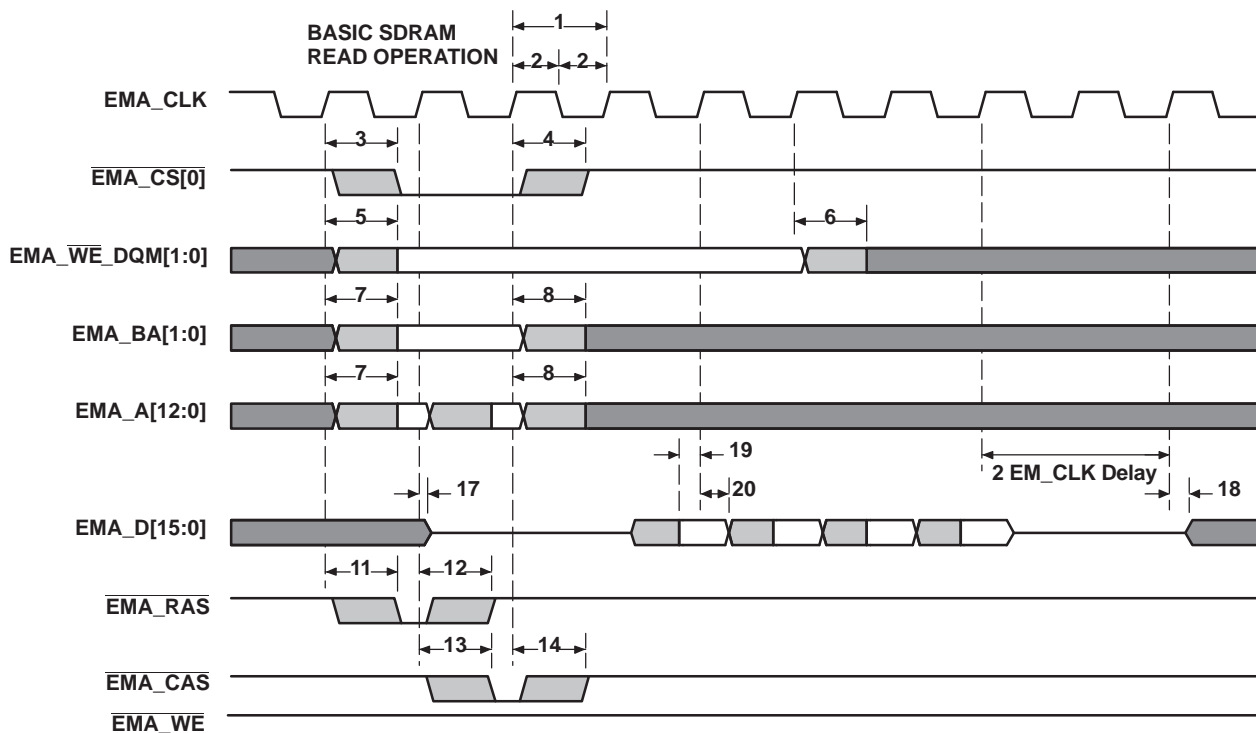 BASIC SDRAM
READ OPERATION
1
2 2
EMA_CLK
3 4
EMA_CS[0]
5 6
EMA_WE_DQM[1:0]
7 8
EMA_BA[1:0]
7 8
EMA_A[12:0]
19
2 EM_CLK Delay
17 20 18
EMA_D[15:0]
11 12
EMA_RAS
13 14
EMA_CAS
EMA_WE